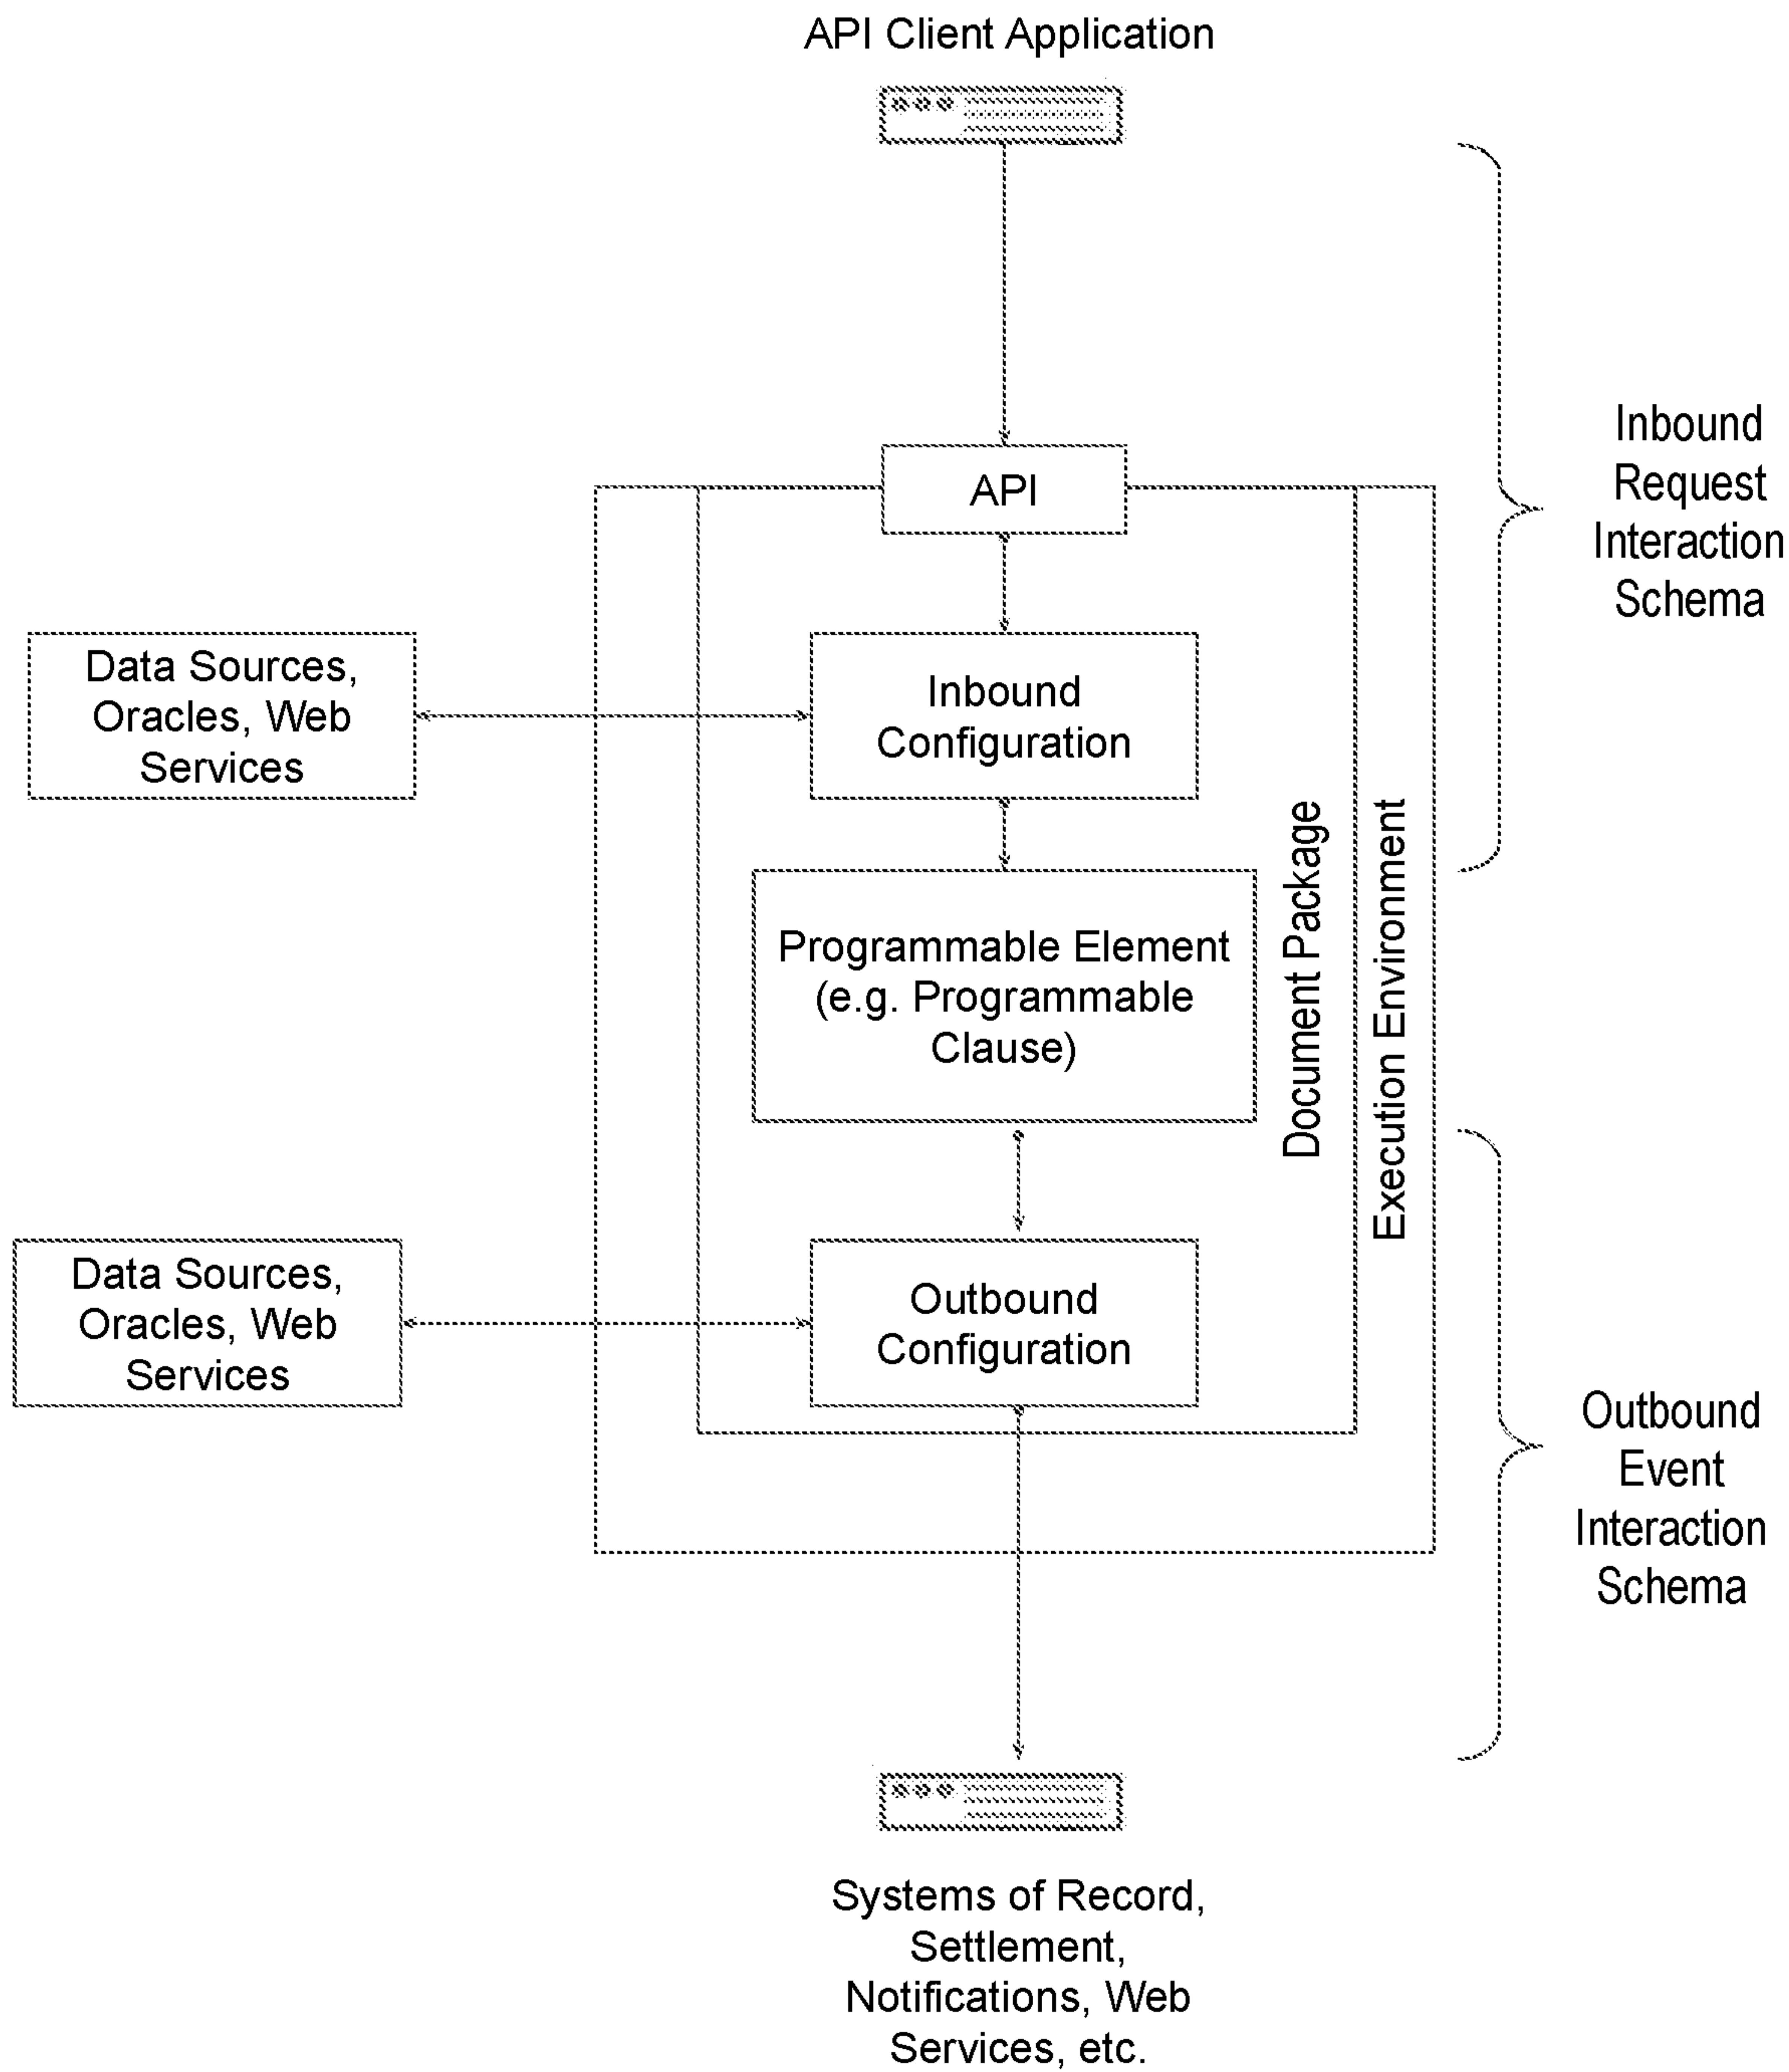 API Client Application
API
Inbound
Request
Interaction
Schema
Data Sources,
Oracles, Web
Services
Inbound
Configuration
Programmable Element
(e.g. Programmable
Clause)
Document Package
Execution Environment
Data Sources,
Oracles, Web
Services
Outbound
Configuration
Outbound
Event
Interaction
Schema
Systems of Record,
Settlement,
Notifications, Web
Services, etc.